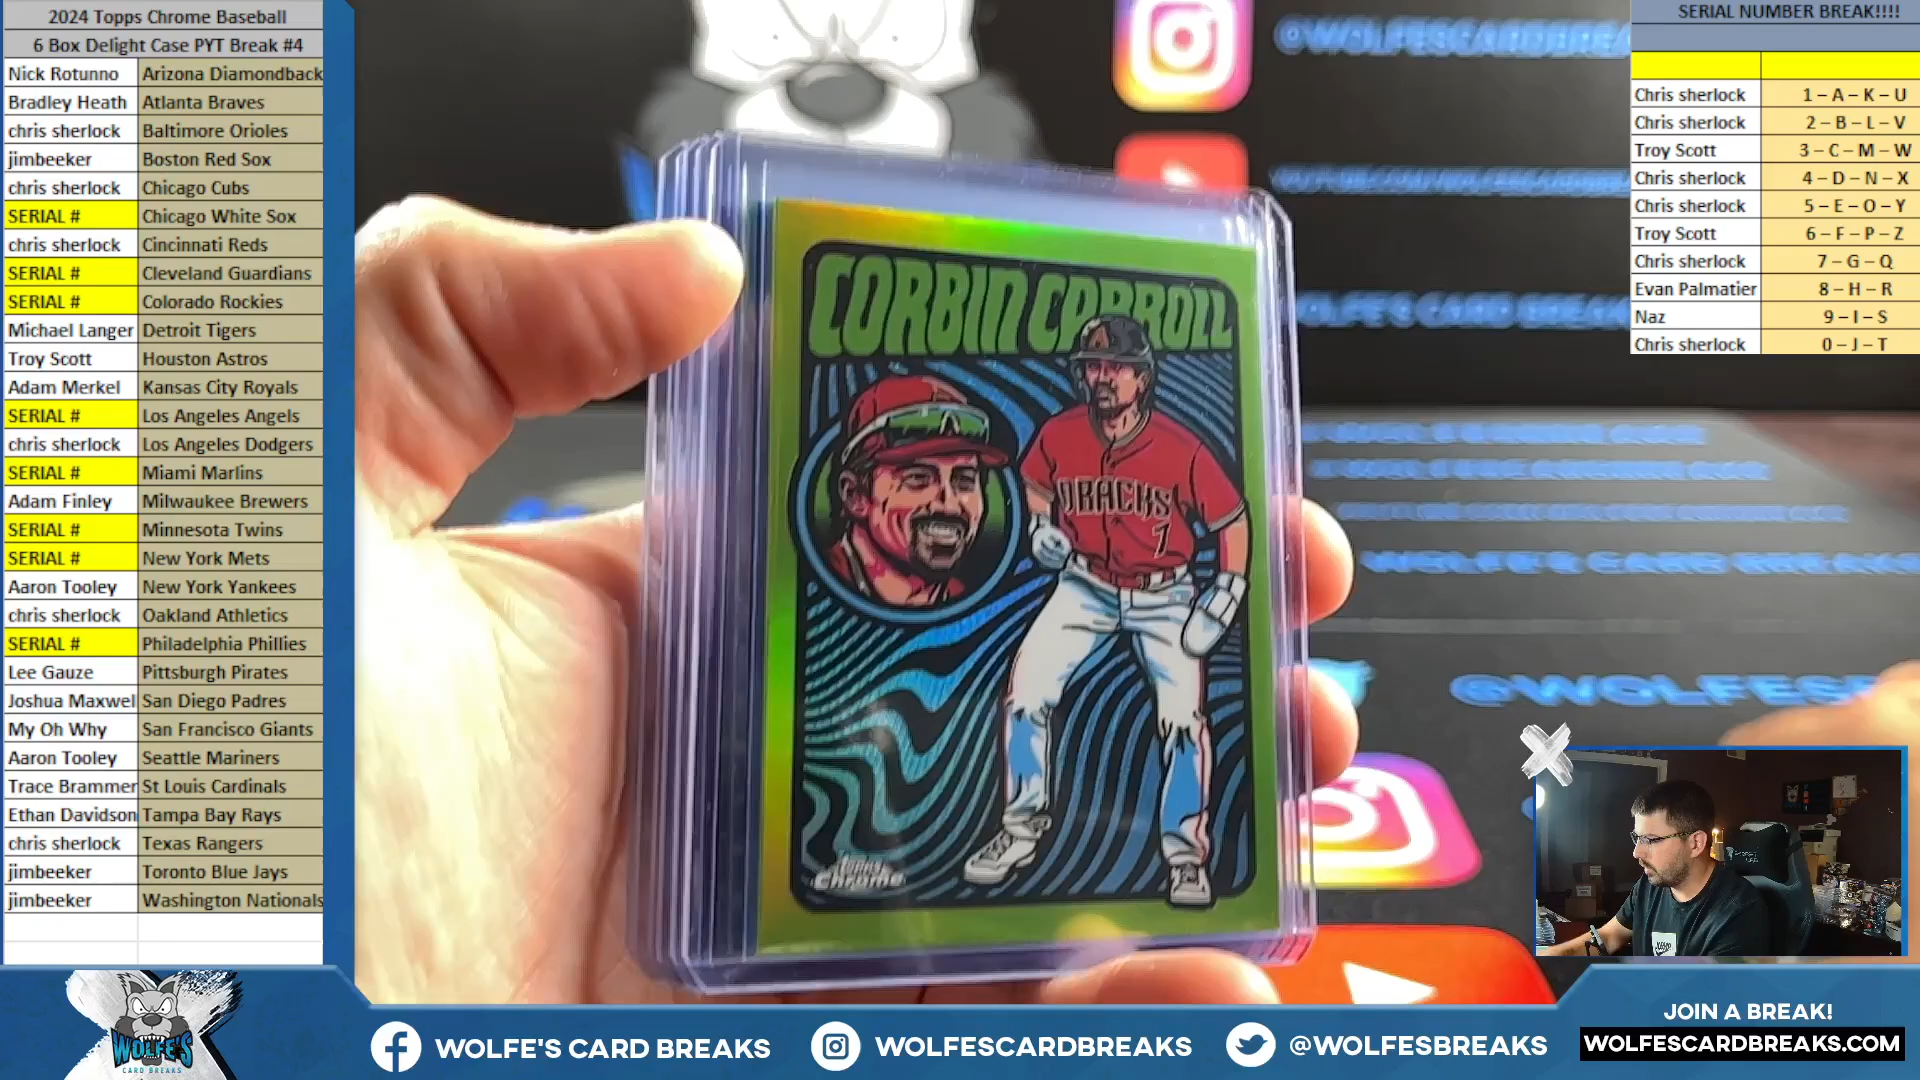 2024 Topps Chrome Baseball
6 Box Delight Case PYT Break #4
Nick Rotunno Arizona Diamondback
Bradley Heath Atlanta Braves
chris sherlock Baltimore Orioles
jimbeeker Boston Red Sox
chris sherlock Chicago Cubs
SERIAL # Chicago White Sox
chris sherlock Cincinnati Reds
SERIAL # Cleveland Guardians
SERIAL # Colorado Rockies
Michael Langer Detroit Tigers
Troy Scott Houston Astros
Adam Merkel Kansas City Royals
SERIAL # Los Angeles Angels
chris sherlock Los Angeles Dodgers
SERIAL # Miami Marlins
Adam Finley Milwaukee Brewers
SERIAL # Minnesota Twins
SERIAL # New York Mets
Aaron Tooley New York Yankees
chris sherlock Oakland Athletics
SERIAL # Philadelphia Phillies
Lee Gauze Pittsburgh Pirates
Joshua Maxwel San Diego Padres
My Oh Why San Francisco Giants
Aaron Tooley Seattle Mariners
Trace Brammer St Louis Cardinals
Ethan Davidson Tampa Bay Rays
chris sherlock Texas Rangers
jimbeeker Toronto Blue Jays
jimbeeker Washington Nationals
SERIAL NUMBER BREAK!!!!
Chris sherlock 1 – A – K – U
Chris sherlock 2 – B – L – V
Troy Scott 3 – C – M – W
Chris sherlock 4 – D – N – X
Chris sherlock 5 – E – O – Y
Troy Scott 6 – F – P – Z
Chris sherlock 7 – G – Q
Evan Palmatier 8 – H – R
Naz 9 – I – S
Chris sherlock 0 – J – T
@WOLFESCARDBREA
WOLFE'S CARD BREAK
WOLFE'S CARD BREAKS
@WOLFESB
CORBIN CARROLL
DBACKS
7
TOPPS
Chrome
WOLFE'S
CARD BREAKS
WOLFE'S CARD BREAKS
WOLFESCARDBREAKS
@WOLFESBREAKS
JOIN A BREAK!
WOLFESCARDBREAKS.COM